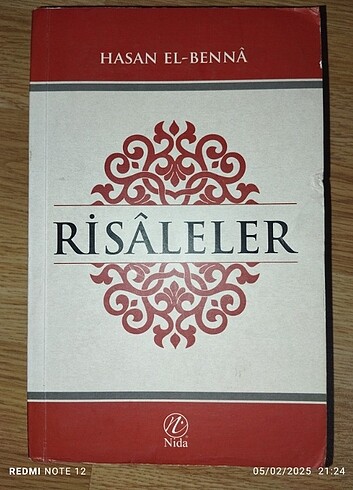 HASAN EL-BENNÂ
RİSÂLELER
n
Nida
REDMI NOTE 12
05/02/2025 21:24